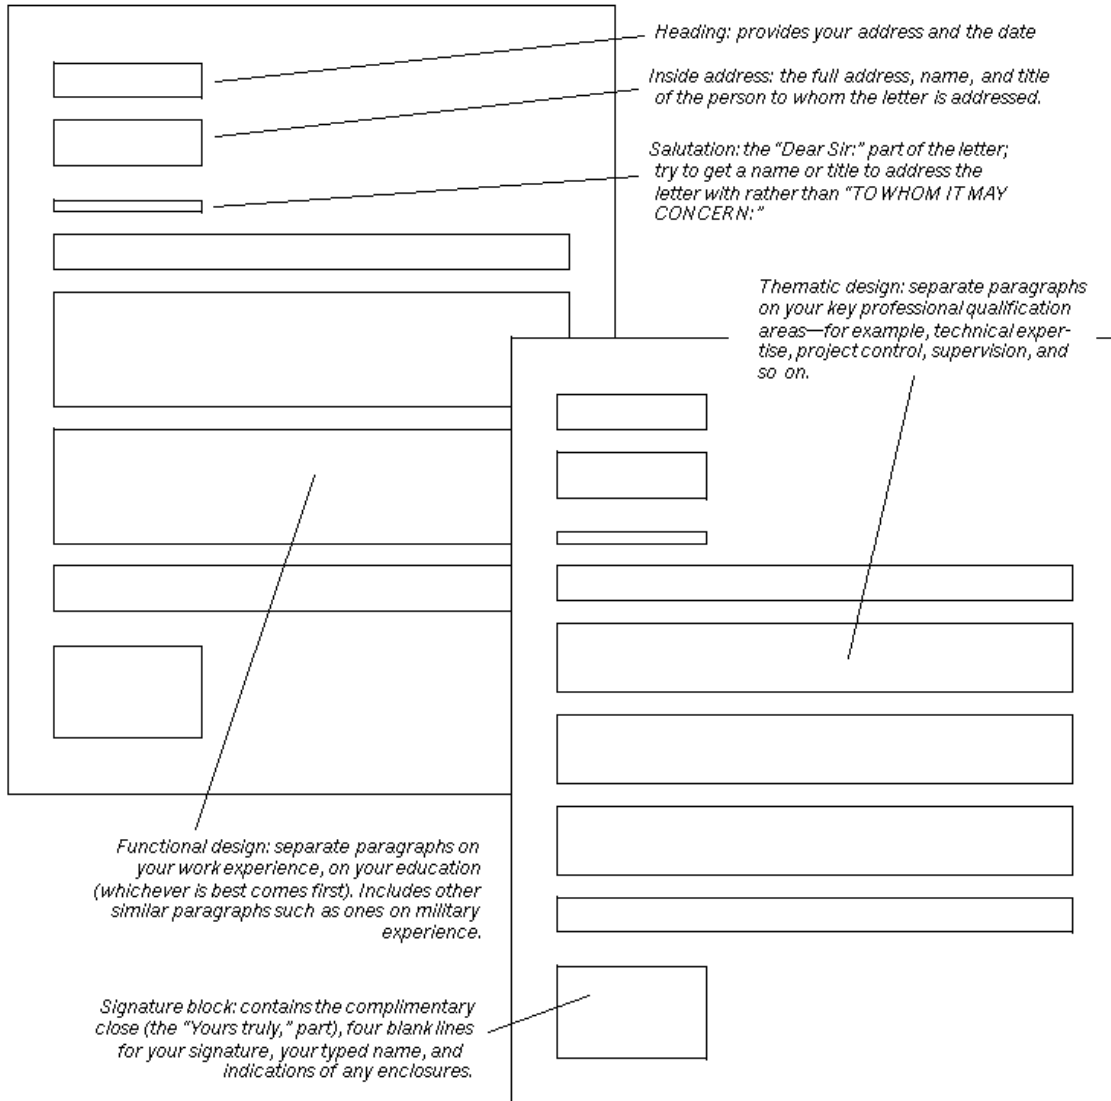 Heading: provides your address and the date
Inside address: the full address, name, and title
of the person to whom the letter is addressed.
Salutation: the “Dear Sir:” part of the letter;
try to get a name or title to address the
letter with rather than “TO WHOM IT MAY
CONCERN:”
Thematic design: separate paragraphs
on your key professional qualification
areas—for example, technical exper-
tise, project control, supervision, and
so on.
Functional design: separate paragraphs on
your work experience, on your education
(whichever is best comes first). Includes other
similar paragraphs such as ones on military
experience.
Signature block: contains the complimentary
close (the “Yours truly,” part), four blank lines
for your signature, your typed name, and
indications of any enclosures.